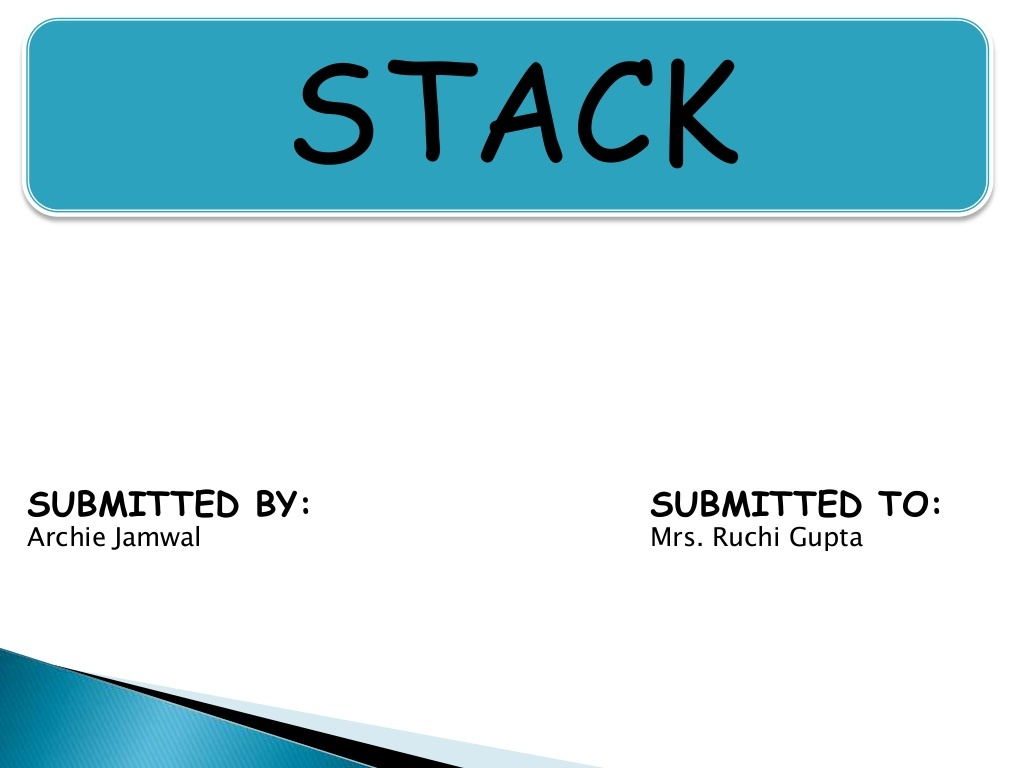 STACK
SUBMITTED BY:
Archie Jamwal
SUBMITTED TO:
Mrs. Ruchi Gupta